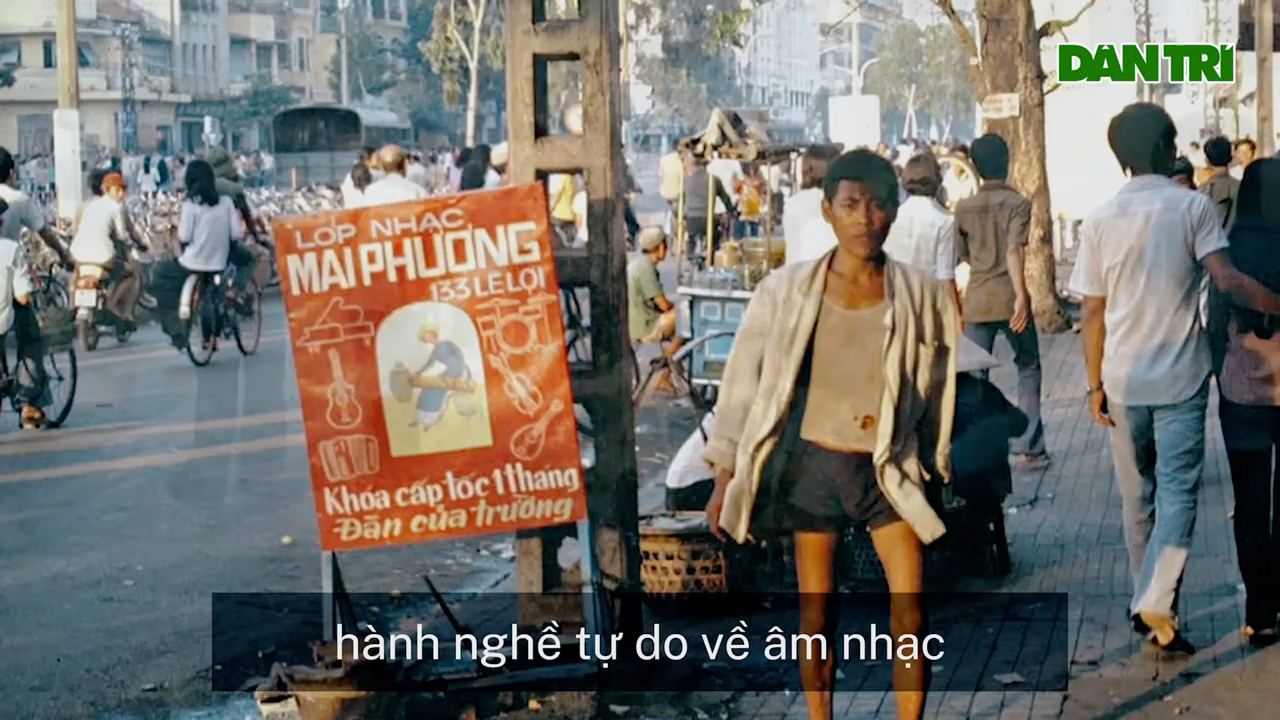 DÂN TRÍ
LỚP NHẠC
MAI PHƯƠNG
133 LÊ LỢI
Khóa cấp tốc 1 tháng
Đàn của trường
hành nghề tự do về âm nhạc